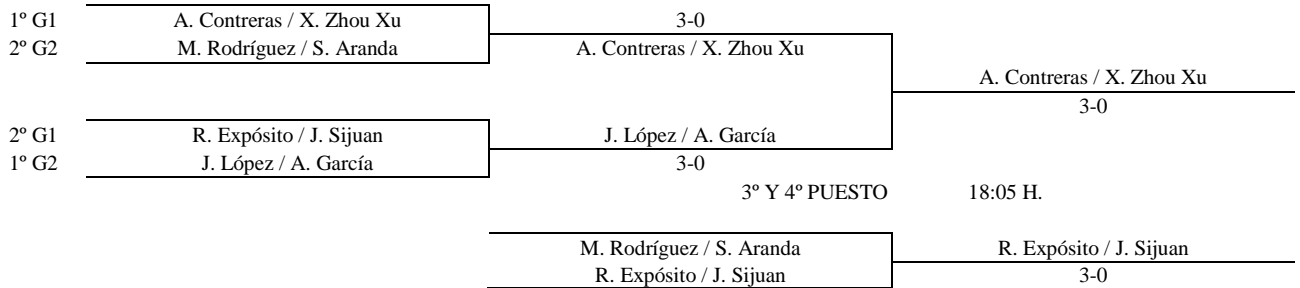 1º G1 A. Contreras / X. Zhou Xu 3-0
2º G2 M. Rodríguez / S. Aranda A. Contreras / X. Zhou Xu
A. Contreras / X. Zhou Xu
3-0
2º G1 R. Expósito / J. Sijuan J. López / A. García
1º G2 J. López / A. García 3-0
3º Y 4º PUESTO 18:05 H.
M. Rodríguez / S. Aranda R. Expósito / J. Sijuan
R. Expósito / J. Sijuan 3-0